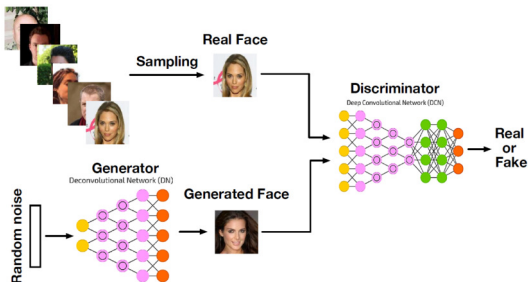 Real Face
Sampling
Discriminator
Deep Convolutional Network (DCN)
Real
or
Fake
Generator
Deconvolutional Network (DN)
Generated Face
Random noise